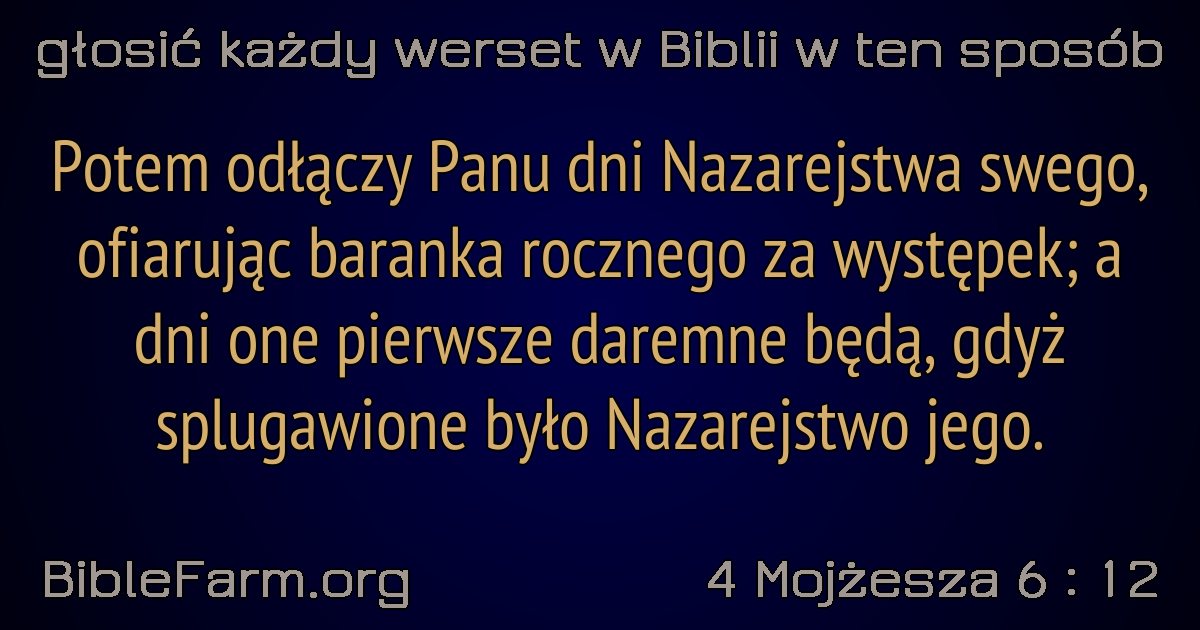 głosić każdy werset w Biblii w ten sposób
Potem odłączy Panu dni Nazarejstwa swego,
ofiarując baranka rocznego za występek; a
dni one pierwsze daremne będą, gdyż
splugawione było Nazarejstwo jego.
BibleFarm.org
4 Mojżesza 6 : 12